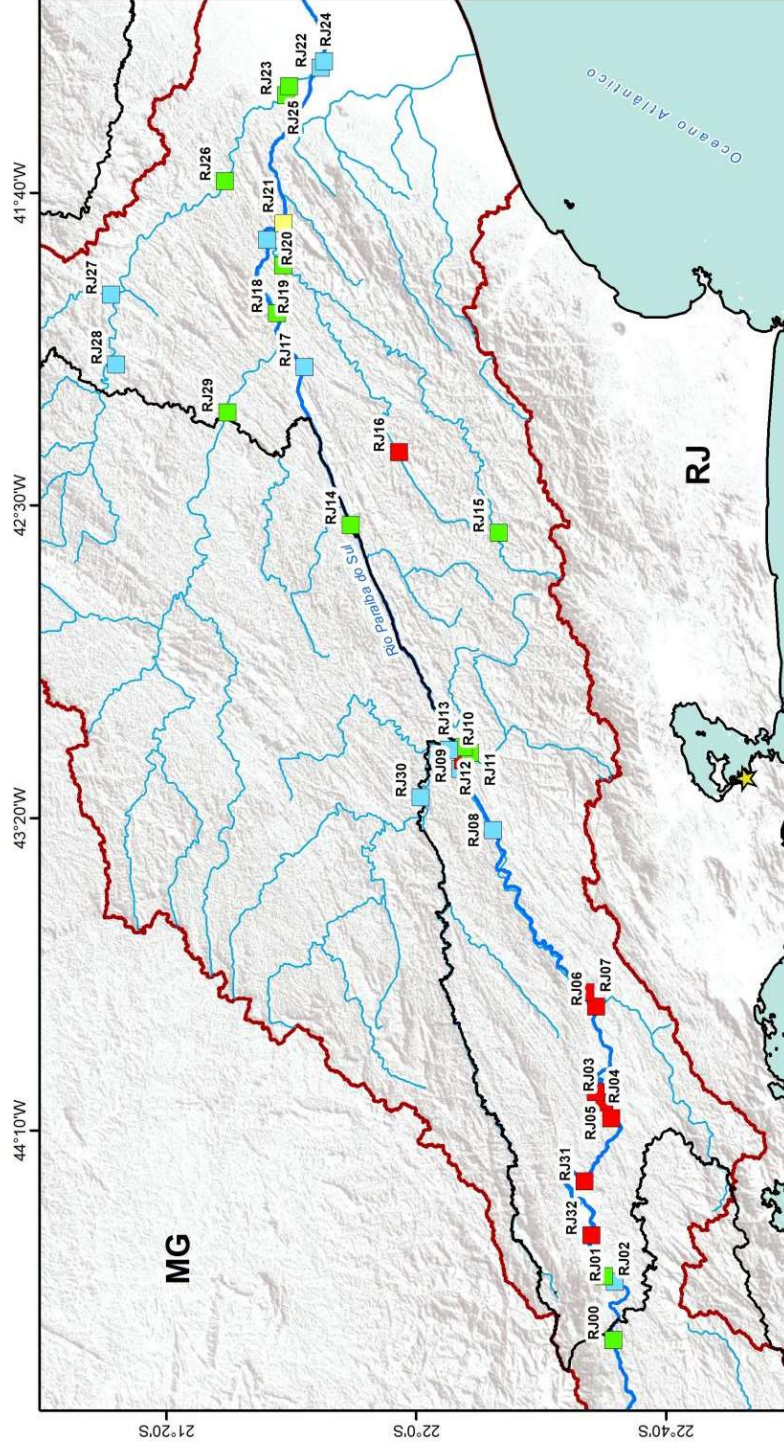 MG
RJ
Oceano Atlântico
Rio Paraíba do Sul
RJ00
RJ01
RJ02
RJ32
RJ31
RJ05
RJ03
RJ04
RJ06
RJ07
RJ08
RJ30
RJ09
RJ12
RJ13
RJ10
RJ11
RJ14
RJ15
RJ16
RJ29
RJ17
RJ28
RJ27
RJ18
RJ19
RJ20
RJ21
RJ26
RJ25
RJ23
RJ22
RJ24
44°10'W
43°20'W
42°30'W
41°40'W
21°20'S
22°0'S
22°40'S